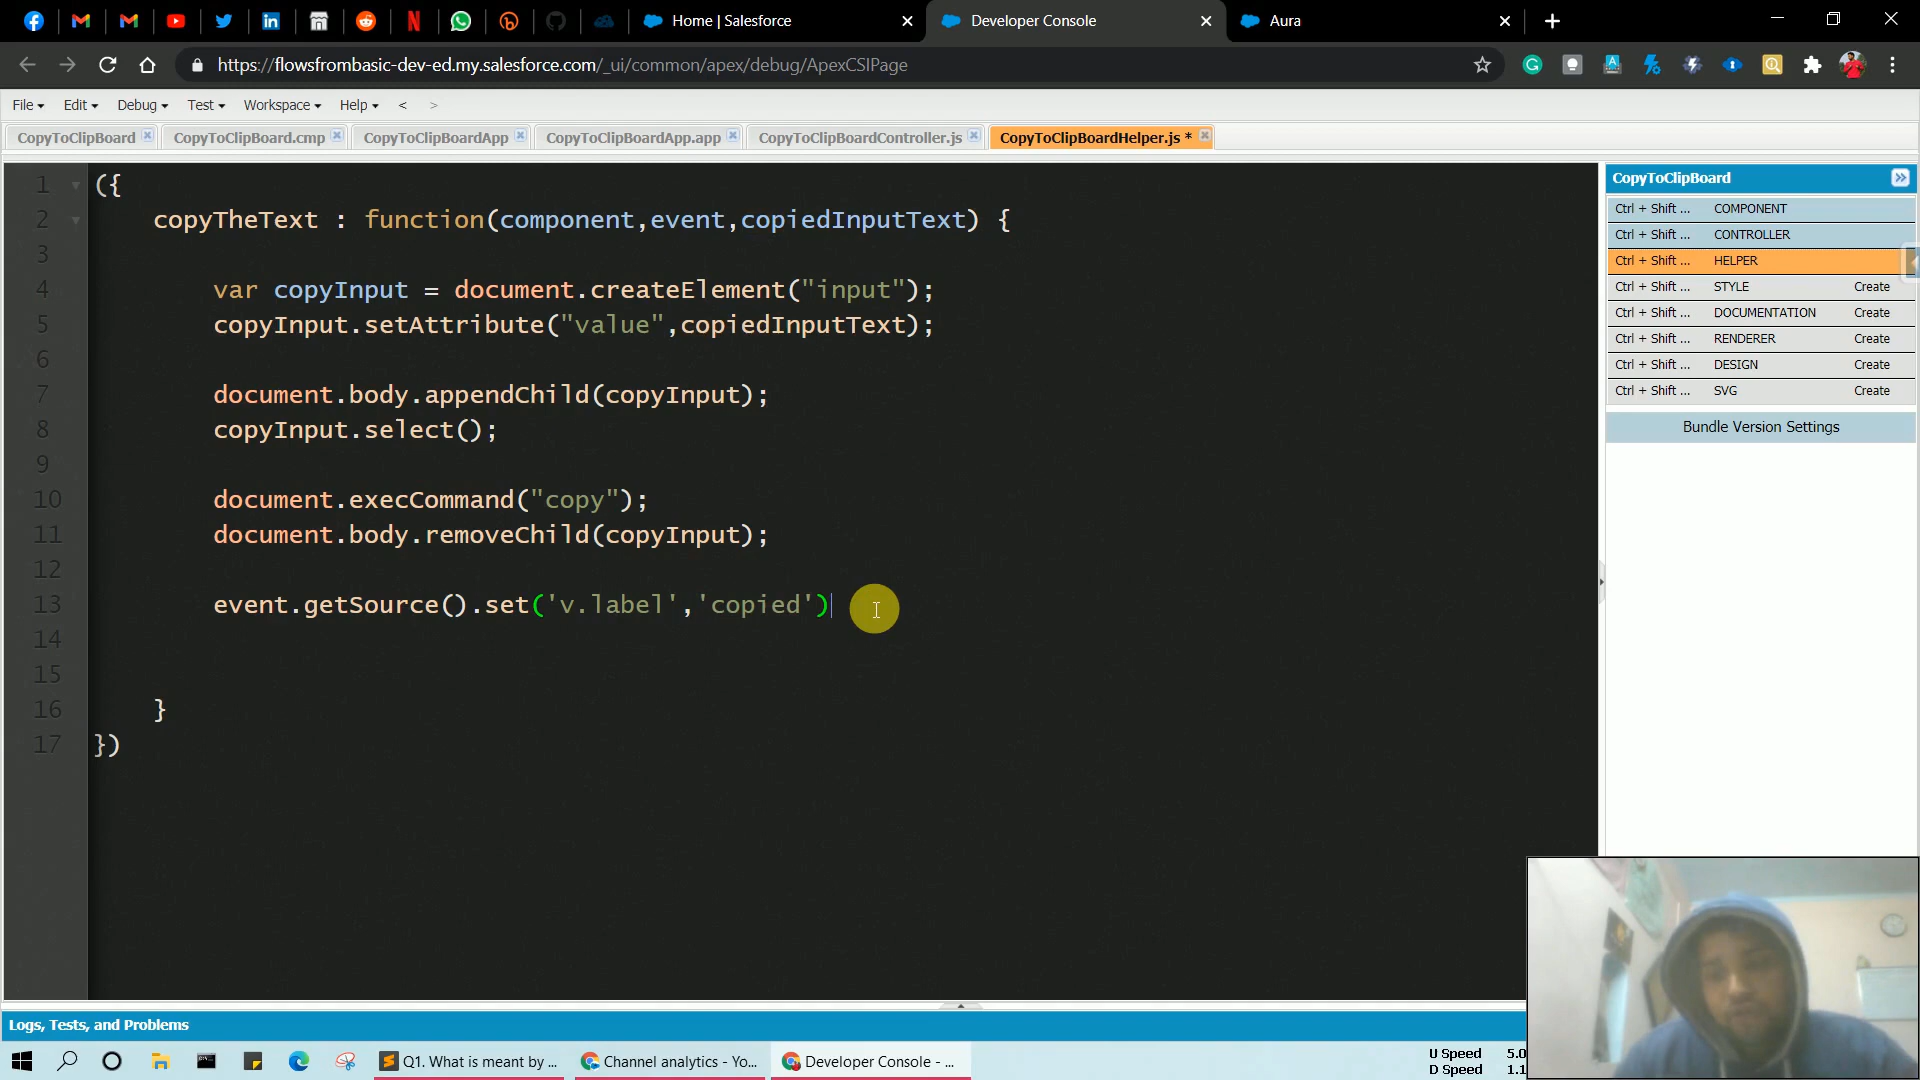 Home | Salesforce
Developer Console
Aura
https://flowsfrombasic-dev-ed.my.salesforce.com/_ui/common/apex/debug/ApexCSIPage
File Edit Debug Test Workspace Help < >
CopyToClipBoard
CopyToClipBoard.cmp
CopyToClipBoardApp
CopyToClipBoardApp.app
CopyToClipBoardController.js
CopyToClipBoardHelper.js *
1 ({
2 copyTheText : function(component,event,copiedInputText) {
3
4 var copyInput = document.createElement("input");
5 copyInput.setAttribute("value",copiedInputText);
6
7 document.body.appendChild(copyInput);
8 copyInput.select();
9
10 document.execCommand("copy");
11 document.body.removeChild(copyInput);
12
13 event.getSource().set('v.label','copied')
14
15
16 }
17 })
CopyToClipBoard
Ctrl + Shift ... COMPONENT
Ctrl + Shift ... CONTROLLER
Ctrl + Shift ... HELPER
Ctrl + Shift ... STYLE Create
Ctrl + Shift ... DOCUMENTATION Create
Ctrl + Shift ... RENDERER Create
Ctrl + Shift ... DESIGN Create
Ctrl + Shift ... SVG Create
Bundle Version Settings
Logs, Tests, and Problems
Q1. What is meant by ...
Channel analytics - Yo...
Developer Console - ...
U Speed 5.0
D Speed 1.1